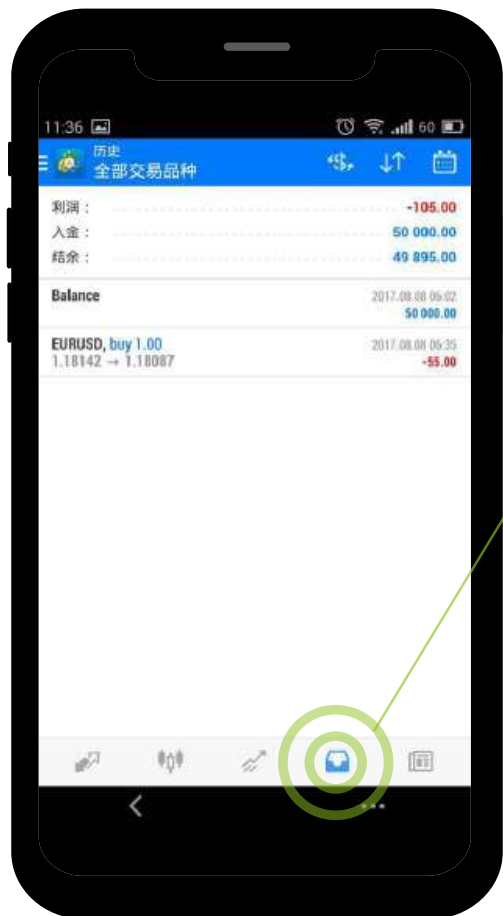 11:36 60
历史
全部交易品种
利润： -105.00
入金： 50 000.00
结余： 49 895.00
Balance 2017.08.08 06:02
50 000.00
EURUSD, buy 1.00 2017.08.08 06:35
1.18142 → 1.18087 -55.00